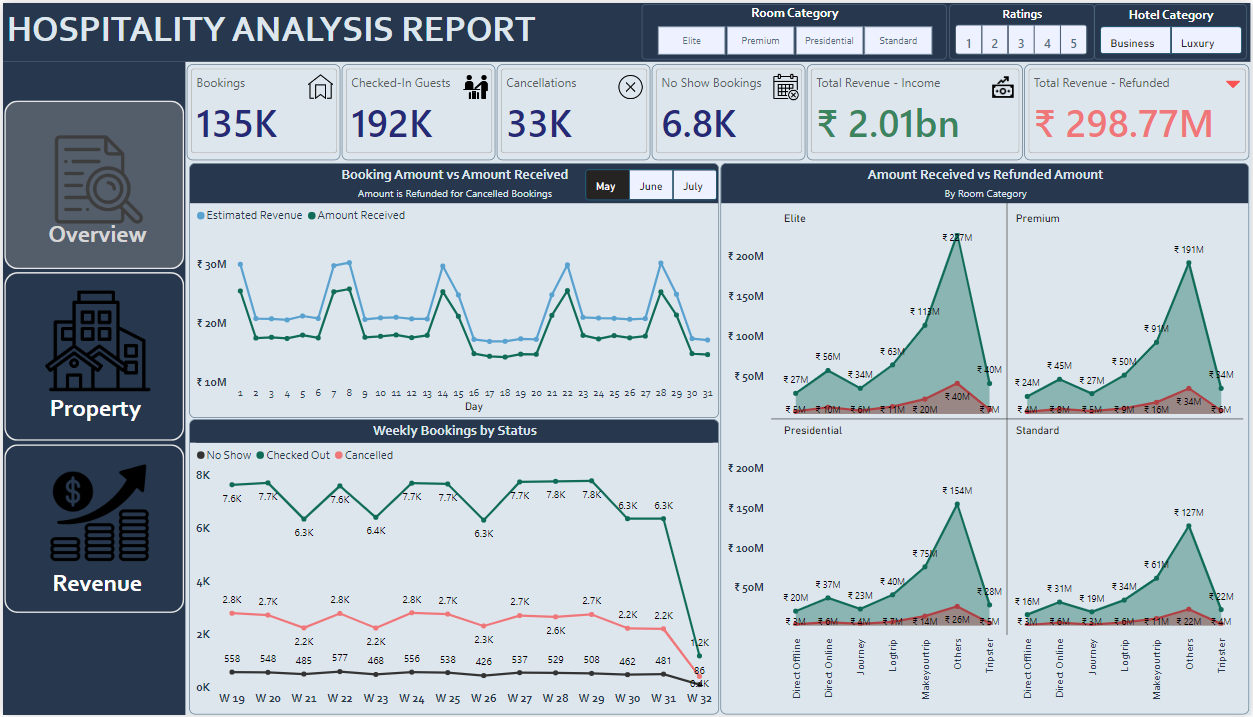 HOSPITALITY ANALYSIS REPORT
Room Category
Elite Premium Presidential Standard
Ratings
1 2 3 4 5
Hotel Category
Business Luxury
Overview
Property
Revenue
Bookings
135K
Checked-In Guests
192K
Cancellations
33K
No Show Bookings
6.8K
Total Revenue - Income
₹ 2.01bn
Total Revenue - Refunded
₹ 298.77M
Booking Amount vs Amount Received
Amount is Refunded for Cancelled Bookings
May June July
Estimated Revenue Amount Received
₹ 30M
₹ 20M
₹ 10M
1 2 3 4 5 6 7 8 9 10 11 12 13 14 15 16 17 18 19 20 21 22 23 24 25 26 27 28 29 30 31
Day
Weekly Bookings by Status
No Show Checked Out Cancelled
8K
6K
4K
2K
0K
7.6K 7.7K 6.3K 7.6K 6.4K 7.7K 7.7K 6.3K 7.7K 7.8K 7.8K 6.3K 6.3K 1.2K
2.8K 2.7K 2.2K 2.8K 2.2K 2.8K 2.7K 2.3K 2.7K 2.6K 2.7K 2.2K 2.2K 0.4K
558 548 485 577 468 556 538 426 537 529 508 462 481 86
W 19 W 20 W 21 W 22 W 23 W 24 W 25 W 26 W 27 W 28 W 29 W 30 W 31 W 32
Amount Received vs Refunded Amount
By Room Category
Elite
₹ 200M
₹ 150M
₹ 100M
₹ 50M
₹ 27M ₹ 56M ₹ 34M ₹ 63M ₹ 113M ₹ 227M ₹ 40M
₹ 5M ₹ 10M ₹ 6M ₹ 11M ₹ 20M ₹ 40M ₹ 7M
Premium
₹ 24M ₹ 45M ₹ 27M ₹ 50M ₹ 91M ₹ 191M ₹ 34M
₹ 4M ₹ 8M ₹ 5M ₹ 9M ₹ 16M ₹ 34M ₹ 6M
Presidential
₹ 200M
₹ 150M
₹ 100M
₹ 50M
₹ 20M ₹ 37M ₹ 23M ₹ 40M ₹ 75M ₹ 154M ₹ 28M
₹ 3M ₹ 6M ₹ 4M ₹ 7M ₹ 14M ₹ 26M ₹ 5M
Standard
₹ 16M ₹ 31M ₹ 19M ₹ 34M ₹ 61M ₹ 127M ₹ 22M
₹ 3M ₹ 6M ₹ 3M ₹ 6M ₹ 11M ₹ 22M ₹ 4M
Direct Offline Direct Online Journey Logtrip Makeyoutrip Others Tripster
Direct Offline Direct Online Journey Logtrip Makeyoutrip Others Tripster